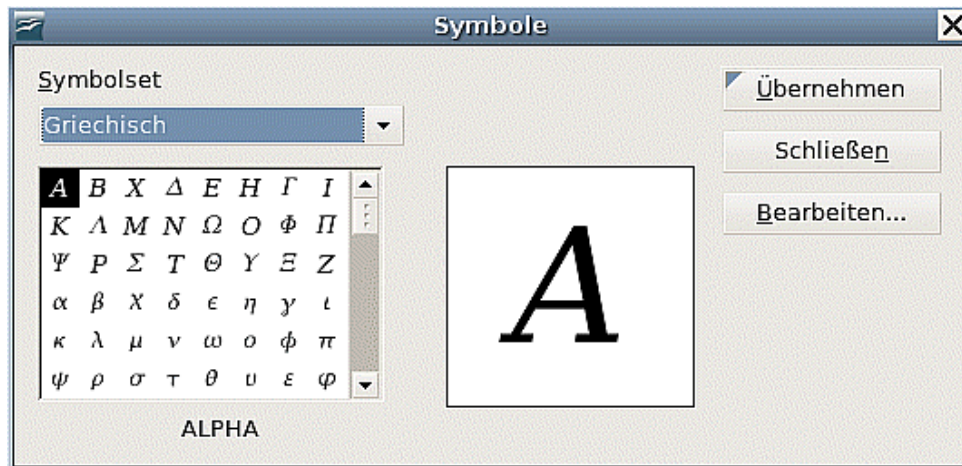 Symbole
Symbolset
Griechisch
Α Β Χ Δ Ε Η Γ Ι
Κ Λ Μ Ν Ω Ο Φ Π
Ψ Ρ Σ Τ Θ Υ Ξ Ζ
α β χ δ ϵ η γ ι
κ λ μ ν ω ο ϕ π
ψ ρ σ τ θ υ ε φ
ALPHA
A
Übernehmen
Schließen
Bearbeiten...